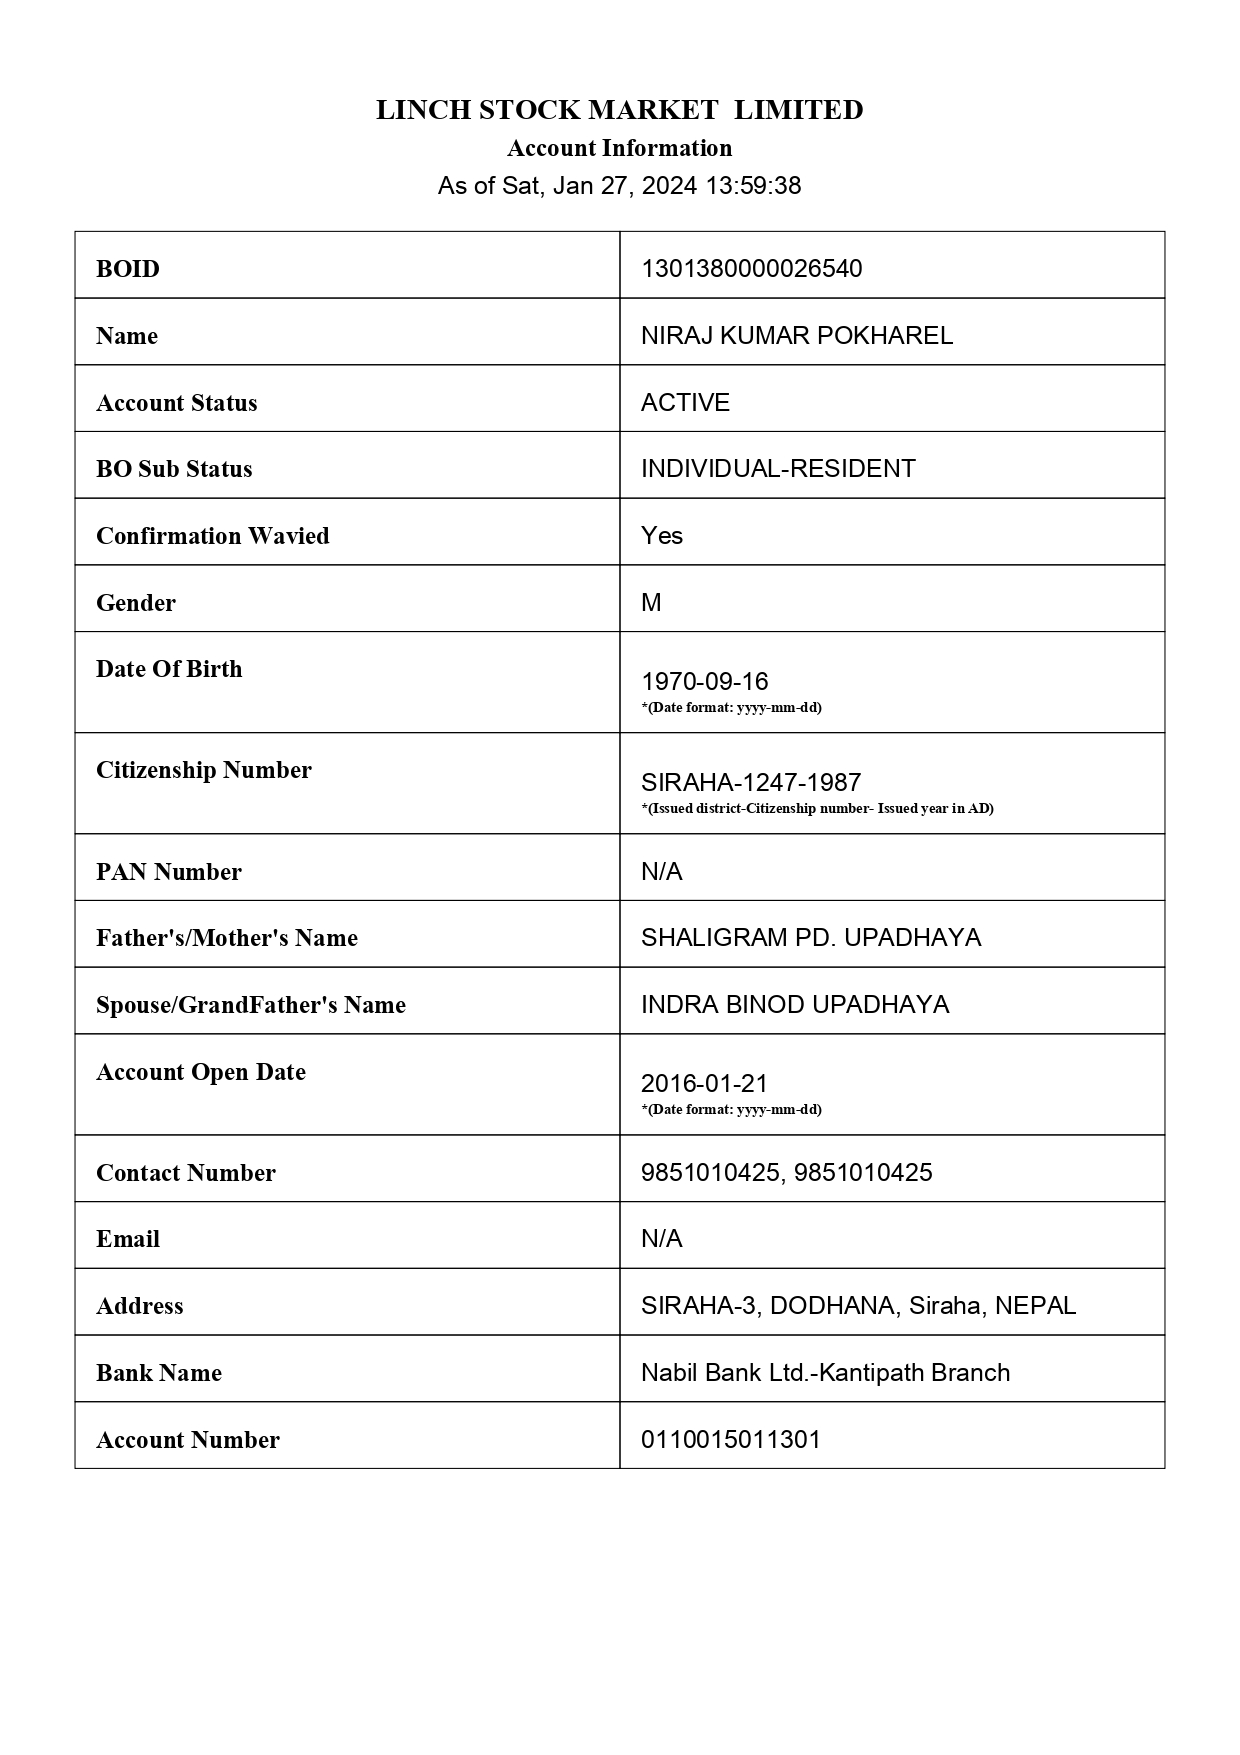 LINCH STOCK MARKET LIMITED
Account Information
As of Sat, Jan 27, 2024 13:59:38
BOID 1301380000026540
Name NIRAJ KUMAR POKHAREL
Account Status ACTIVE
BO Sub Status INDIVIDUAL-RESIDENT
Confirmation Wavied Yes
Gender M
Date Of Birth 1970-09-16
*(Date format: yyyy-mm-dd)
Citizenship Number SIRAHA-1247-1987
*(Issued district-Citizenship number- Issued year in AD)
PAN Number N/A
Father's/Mother's Name SHALIGRAM PD. UPADHAYA
Spouse/GrandFather's Name INDRA BINOD UPADHAYA
Account Open Date 2016-01-21
*(Date format: yyyy-mm-dd)
Contact Number 9851010425, 9851010425
Email N/A
Address SIRAHA-3, DODHANA, Siraha, NEPAL
Bank Name Nabil Bank Ltd.-Kantipath Branch
Account Number 0110015011301